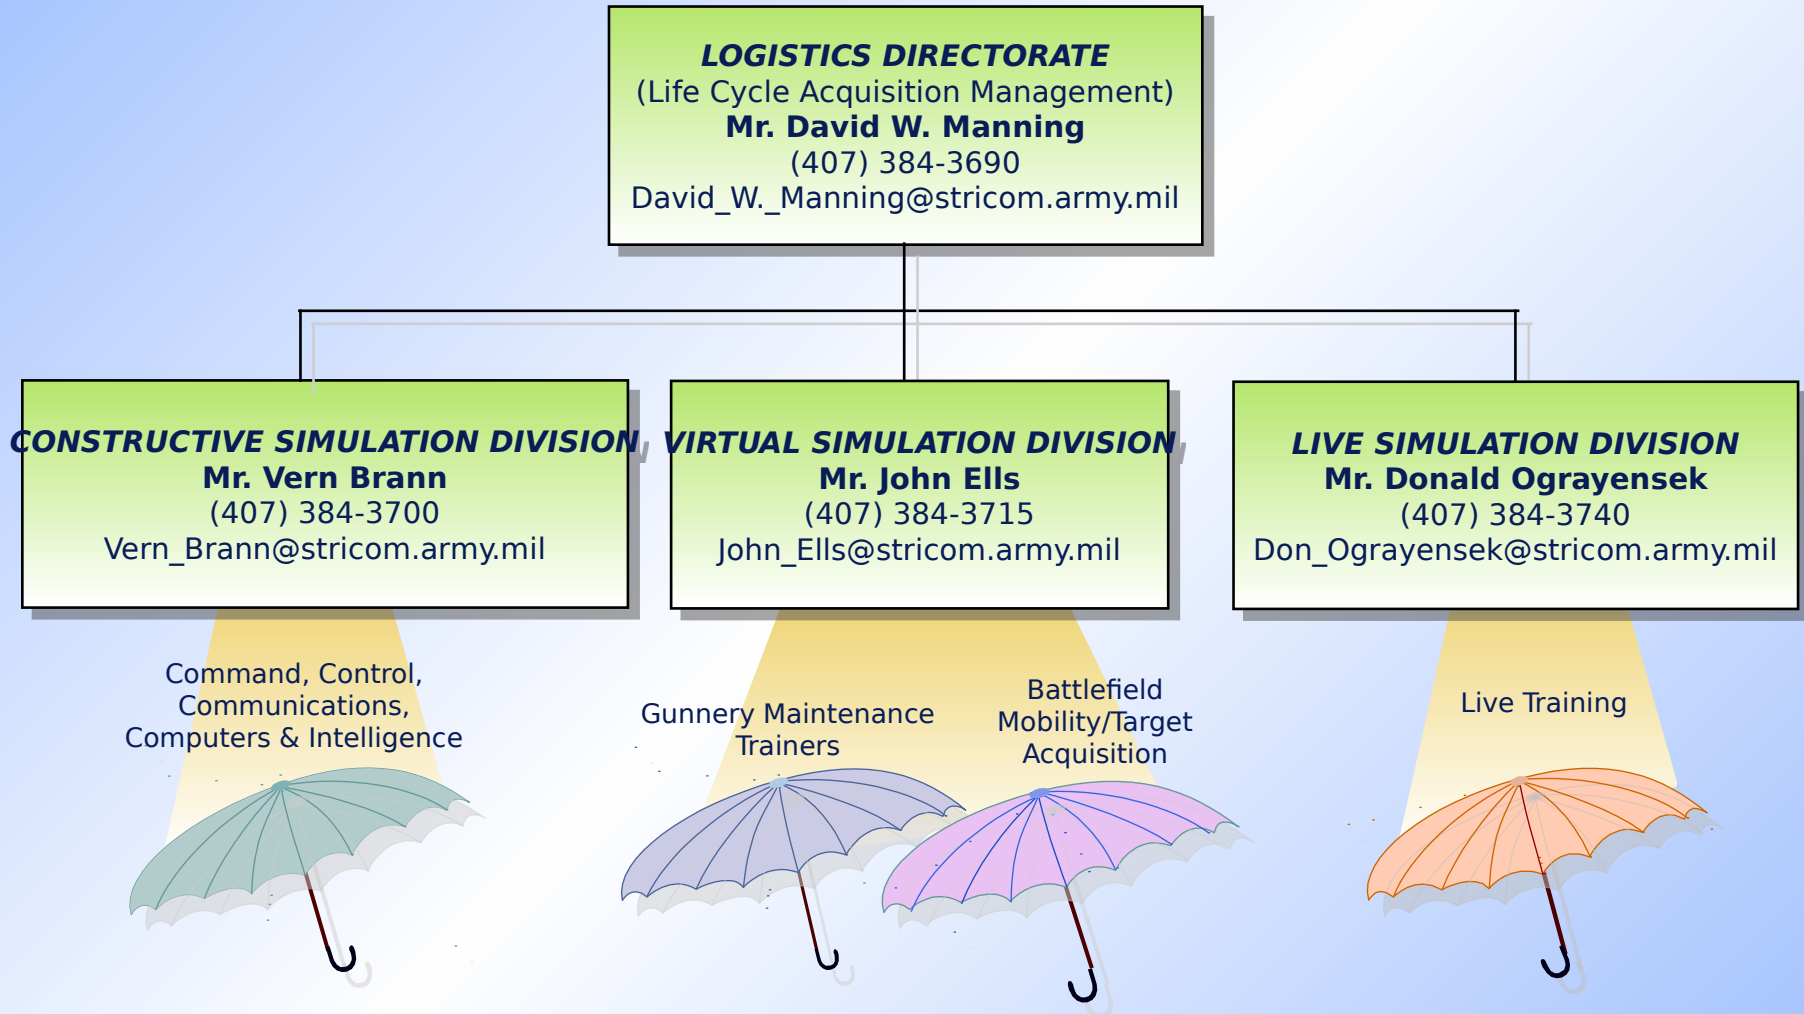 LOGISTICS DIRECTORATE
(Life Cycle Acquisition Management)
Mr. David W. Manning
(407) 384-3690
David_W._Manning@stricom.army.mil
CONSTRUCTIVE SIMULATION DIVISION
Mr. Vern Brann
(407) 384-3700
Vern_Brann@stricom.army.mil
VIRTUAL SIMULATION DIVISION
Mr. John Ells
(407) 384-3715
John_Ells@stricom.army.mil
LIVE SIMULATION DIVISION
Mr. Donald Ograyensek
(407) 384-3740
Don_Ograyensek@stricom.army.mil
Command, Control,
Communications,
Computers & Intelligence
Gunnery Maintenance
Trainers
Battlefield
Mobility/Target
Acquisition
Live Training